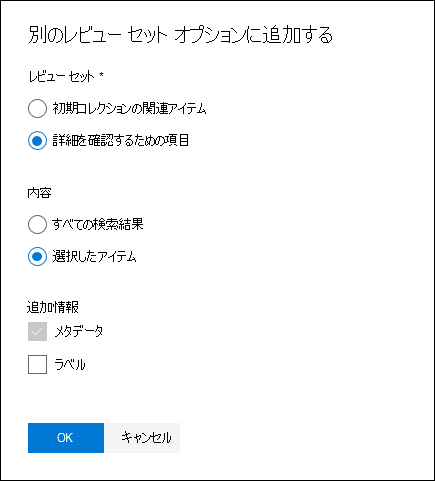 別のレビュー セット オプションに追加する
レビュー セット *
初期コレクションの関連アイテム
詳細を確認するための項目
内容
すべての検索結果
選択したアイテム
追加情報
メタデータ
ラベル
OK
キャンセル